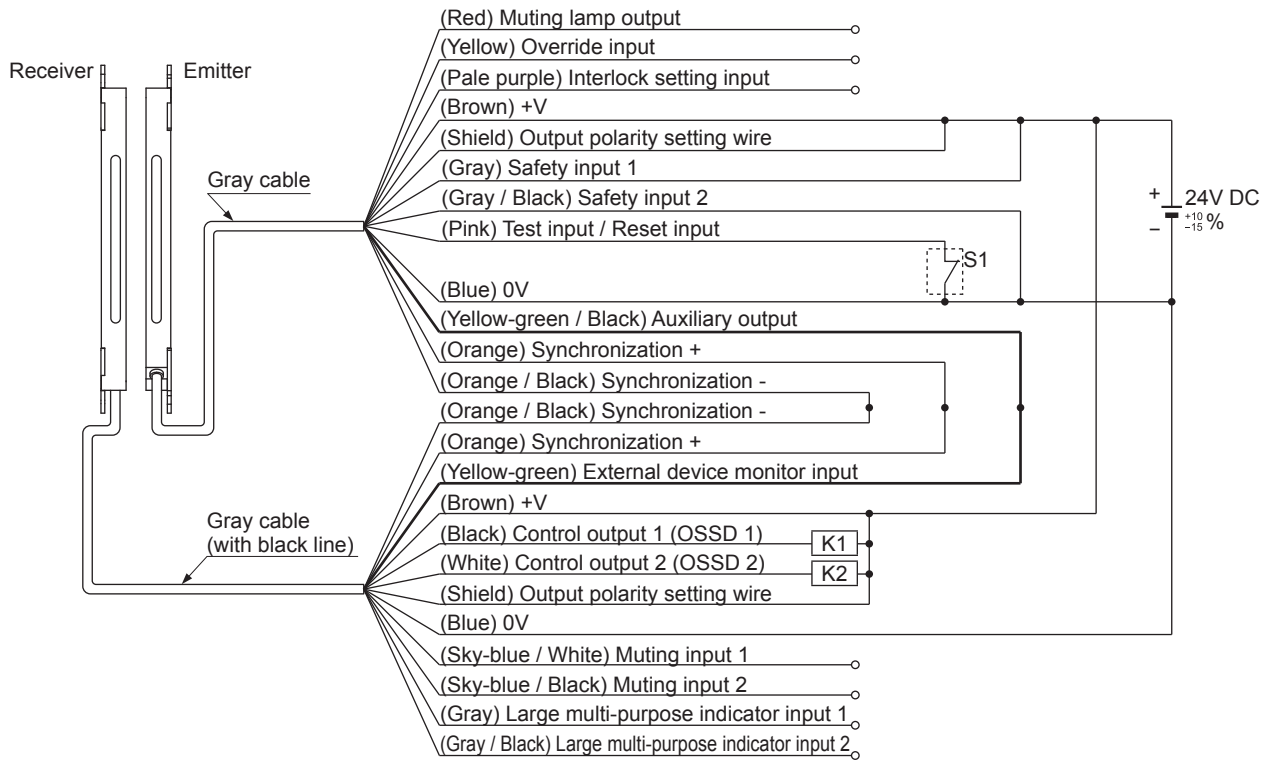 (Red) Muting lamp output
(Yellow) Override input
Receiver
Emitter
(Pale purple) Interlock setting input
(Brown) +V
(Shield) Output polarity setting wire
(Gray) Safety input 1
Gray cable
(Gray / Black) Safety input 2
+
24V DC
+10
-15 %
−
(Pink) Test input / Reset input
S1
(Blue) 0V
(Yellow-green / Black) Auxiliary output
(Orange) Synchronization +
(Orange / Black) Synchronization -
(Orange / Black) Synchronization -
(Orange) Synchronization +
(Yellow-green) External device monitor input
(Brown) +V
Gray cable
(with black line)
(Black) Control output 1 (OSSD 1)
K1
(White) Control output 2 (OSSD 2)
K2
(Shield) Output polarity setting wire
(Blue) 0V
(Sky-blue / White) Muting input 1
(Sky-blue / Black) Muting input 2
(Gray) Large multi-purpose indicator input 1
(Gray / Black) Large multi-purpose indicator input 2